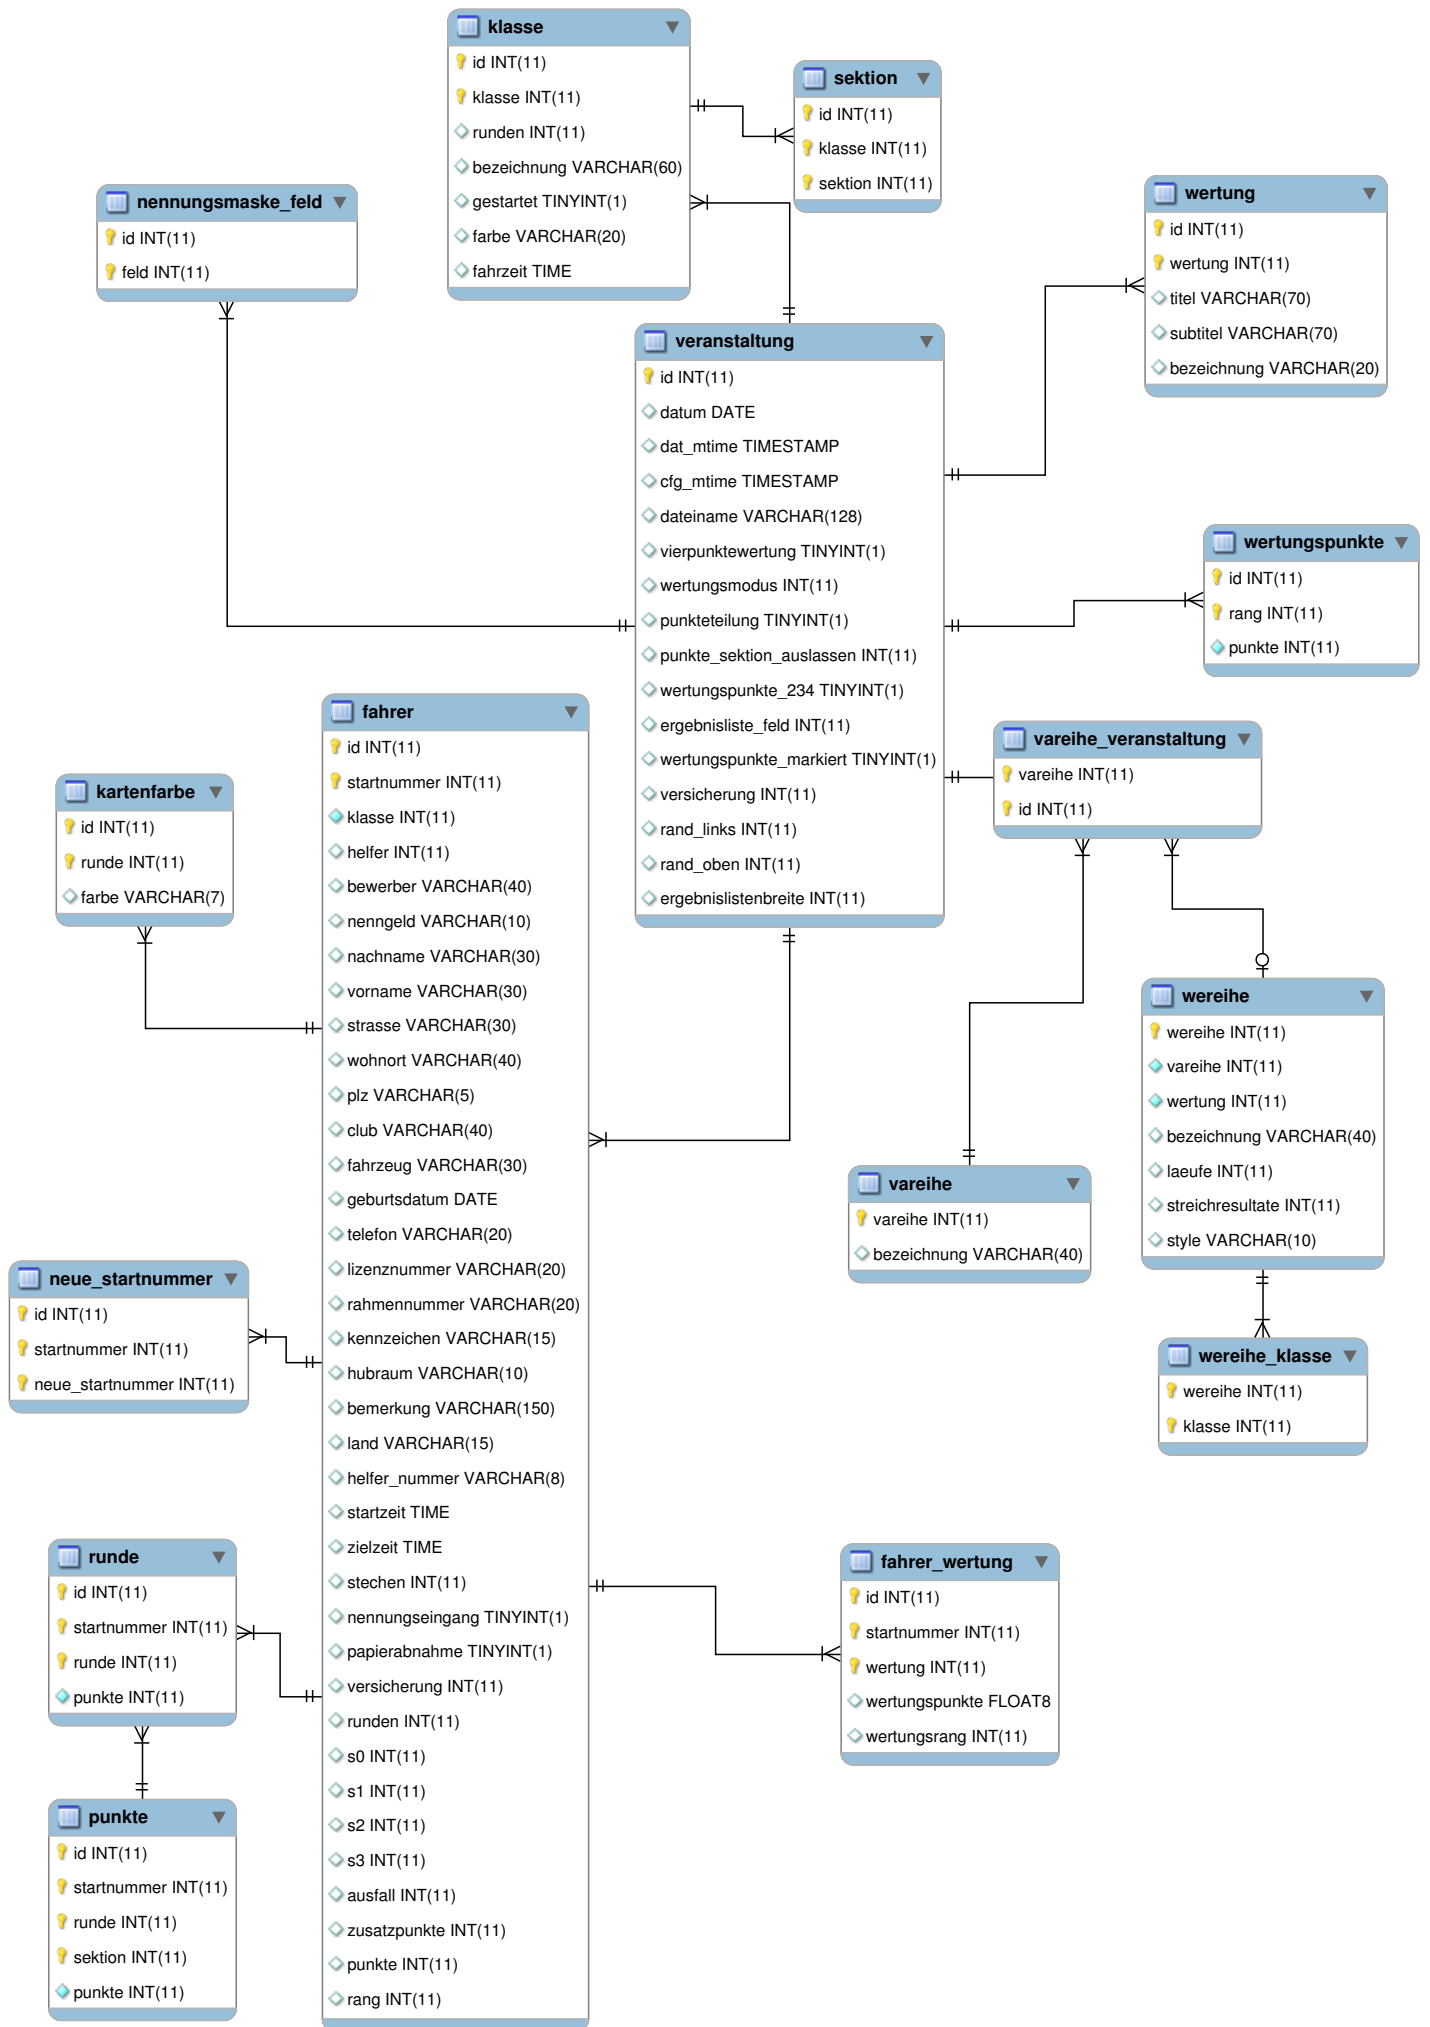 klasse
id INT(11)
klasse INT(11)
runden INT(11)
bezeichnung VARCHAR(60)
gestartet TINYINT(1)
farbe VARCHAR(20)
fahrzeit TIME
sektion
id INT(11)
klasse INT(11)
sektion INT(11)
nennungsmaske_feld
id INT(11)
feld INT(11)
wertung
id INT(11)
wertung INT(11)
titel VARCHAR(70)
subtitel VARCHAR(70)
bezeichnung VARCHAR(20)
veranstaltung
id INT(11)
datum DATE
dat_mtime TIMESTAMP
cfg_mtime TIMESTAMP
dateiname VARCHAR(128)
vierpunktewertung TINYINT(1)
wertungsmodus INT(11)
punkteteilung TINYINT(1)
punkte_sektion_auslassen INT(11)
wertungspunkte_234 TINYINT(1)
ergebnisliste_feld INT(11)
wertungspunkte_markiert TINYINT(1)
versicherung INT(11)
rand_links INT(11)
rand_oben INT(11)
ergebnislistenbreite INT(11)
wertungspunkte
id INT(11)
rang INT(11)
punkte INT(11)
vareihe_veranstaltung
vareihe INT(11)
id INT(11)
fahrer
id INT(11)
startnummer INT(11)
klasse INT(11)
helfer INT(11)
bewerber VARCHAR(40)
nenngeld VARCHAR(10)
nachname VARCHAR(30)
vorname VARCHAR(30)
strasse VARCHAR(30)
wohnort VARCHAR(40)
plz VARCHAR(5)
club VARCHAR(40)
fahrzeug VARCHAR(30)
geburtsdatum DATE
telefon VARCHAR(20)
lizenznummer VARCHAR(20)
rahmennummer VARCHAR(20)
kennzeichen VARCHAR(15)
hubraum VARCHAR(10)
bemerkung VARCHAR(150)
land VARCHAR(15)
helfer_nummer VARCHAR(8)
startzeit TIME
zielzeit TIME
stechen INT(11)
nennungseingang TINYINT(1)
papierabnahme TINYINT(1)
versicherung INT(11)
runden INT(11)
s0 INT(11)
s1 INT(11)
s2 INT(11)
s3 INT(11)
ausfall INT(11)
zusatzpunkte INT(11)
punkte INT(11)
rang INT(11)
kartenfarbe
id INT(11)
runde INT(11)
farbe VARCHAR(7)
wereihe
wereihe INT(11)
vareihe INT(11)
wertung INT(11)
bezeichnung VARCHAR(40)
laeufe INT(11)
streichresultate INT(11)
style VARCHAR(10)
vareihe
vareihe INT(11)
bezeichnung VARCHAR(40)
neue_startnummer
id INT(11)
startnummer INT(11)
neue_startnummer INT(11)
wereihe_klasse
wereihe INT(11)
klasse INT(11)
runde
id INT(11)
startnummer INT(11)
runde INT(11)
punkte INT(11)
fahrer_wertung
id INT(11)
startnummer INT(11)
wertung INT(11)
wertungspunkte FLOAT8
wertungsrang INT(11)
punkte
id INT(11)
startnummer INT(11)
runde INT(11)
sektion INT(11)
punkte INT(11)